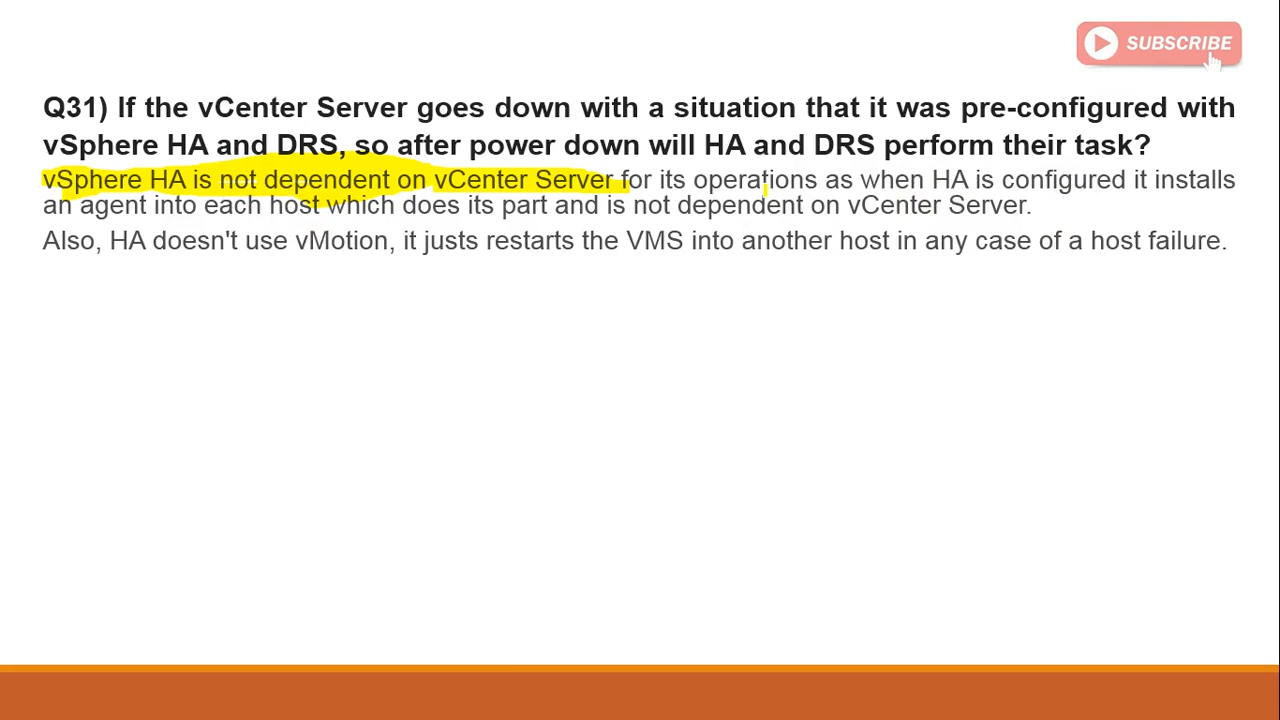 SUBSCRIBE
Q31) If the vCenter Server goes down with a situation that it was pre-configured with
vSphere HA and DRS, so after power down will HA and DRS perform their task?
vSphere HA is not dependent on vCenter Server for its operations as when HA is configured it installs
an agent into each host which does its part and is not dependent on vCenter Server.
Also, HA doesn't use vMotion, it justs restarts the VMS into another host in any case of a host failure.